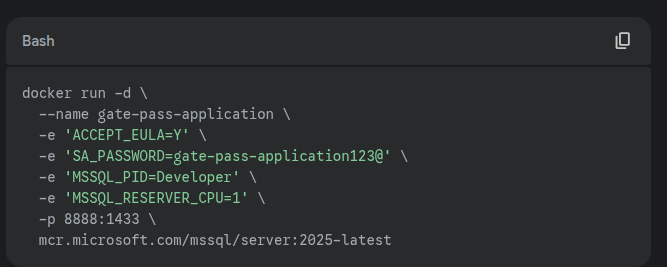 Bash
docker run -d \
--name gate-pass-application \
-e 'ACCEPT_EULA=Y' \
-e 'SA_PASSWORD=gate-pass-application123@' \
-e 'MSSQL_PID=Developer' \
-e 'MSSQL_RESERVER_CPU=1' \
-p 8888:1433 \
mcr.microsoft.com/mssql/server:2025-latest